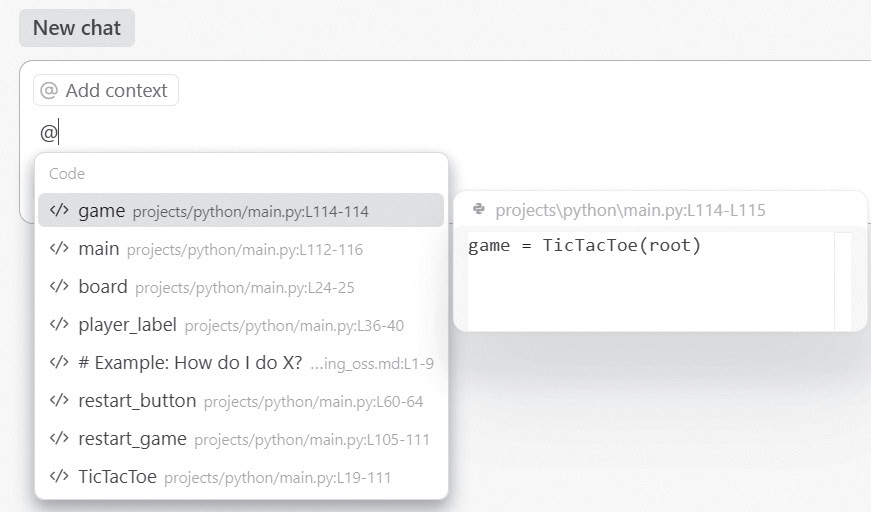 New chat
@ Add context
@
Code
</> game projects/python/main.py:L114-114
</> main projects/python/main.py:L112-116
</> board projects/python/main.py:L24-25
</> player_label projects/python/main.py:L36-40
</> # Example: How do I do X? ...ing_oss.md:L1-9
</> restart_button projects/python/main.py:L60-64
</> restart_game projects/python/main.py:L105-111
</> TicTacToe projects/python/main.py:L19-111
projects\python\main.py:L114-L115
game = TicTacToe(root)